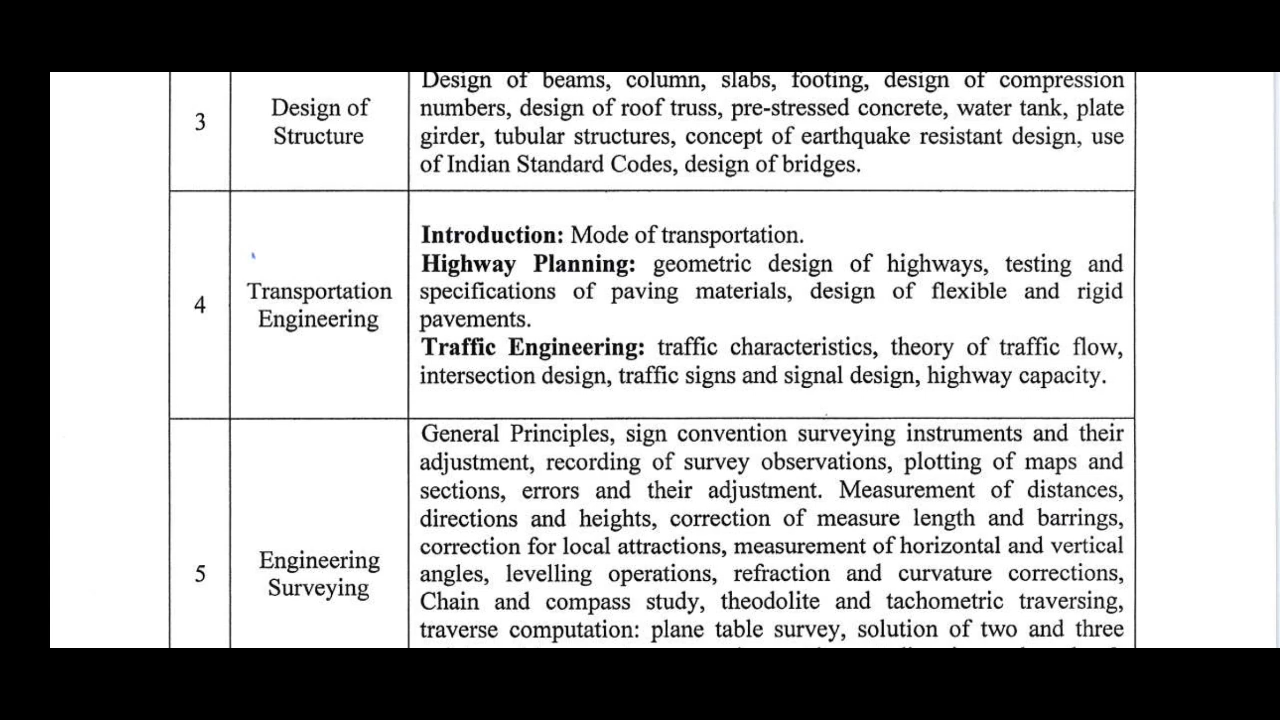 3
Design of
Structure
Design of beams, column, slabs, footing, design of compression
numbers, design of roof truss, pre-stressed concrete, water tank, plate
girder, tubular structures, concept of earthquake resistant design, use
of Indian Standard Codes, design of bridges.
4
Transportation
Engineering
Introduction: Mode of transportation.
Highway Planning: geometric design of highways, testing and
specifications of paving materials, design of flexible and rigid
pavements.
Traffic Engineering: traffic characteristics, theory of traffic flow,
intersection design, traffic signs and signal design, highway capacity.
5
Engineering
Surveying
General Principles, sign convention surveying instruments and their
adjustment, recording of survey observations, plotting of maps and
sections, errors and their adjustment. Measurement of distances,
directions and heights, correction of measure length and barrings,
correction for local attractions, measurement of horizontal and vertical
angles, levelling operations, refraction and curvature corrections,
Chain and compass study, theodolite and tachometric traversing,
traverse computation: plane table survey, solution of two and three